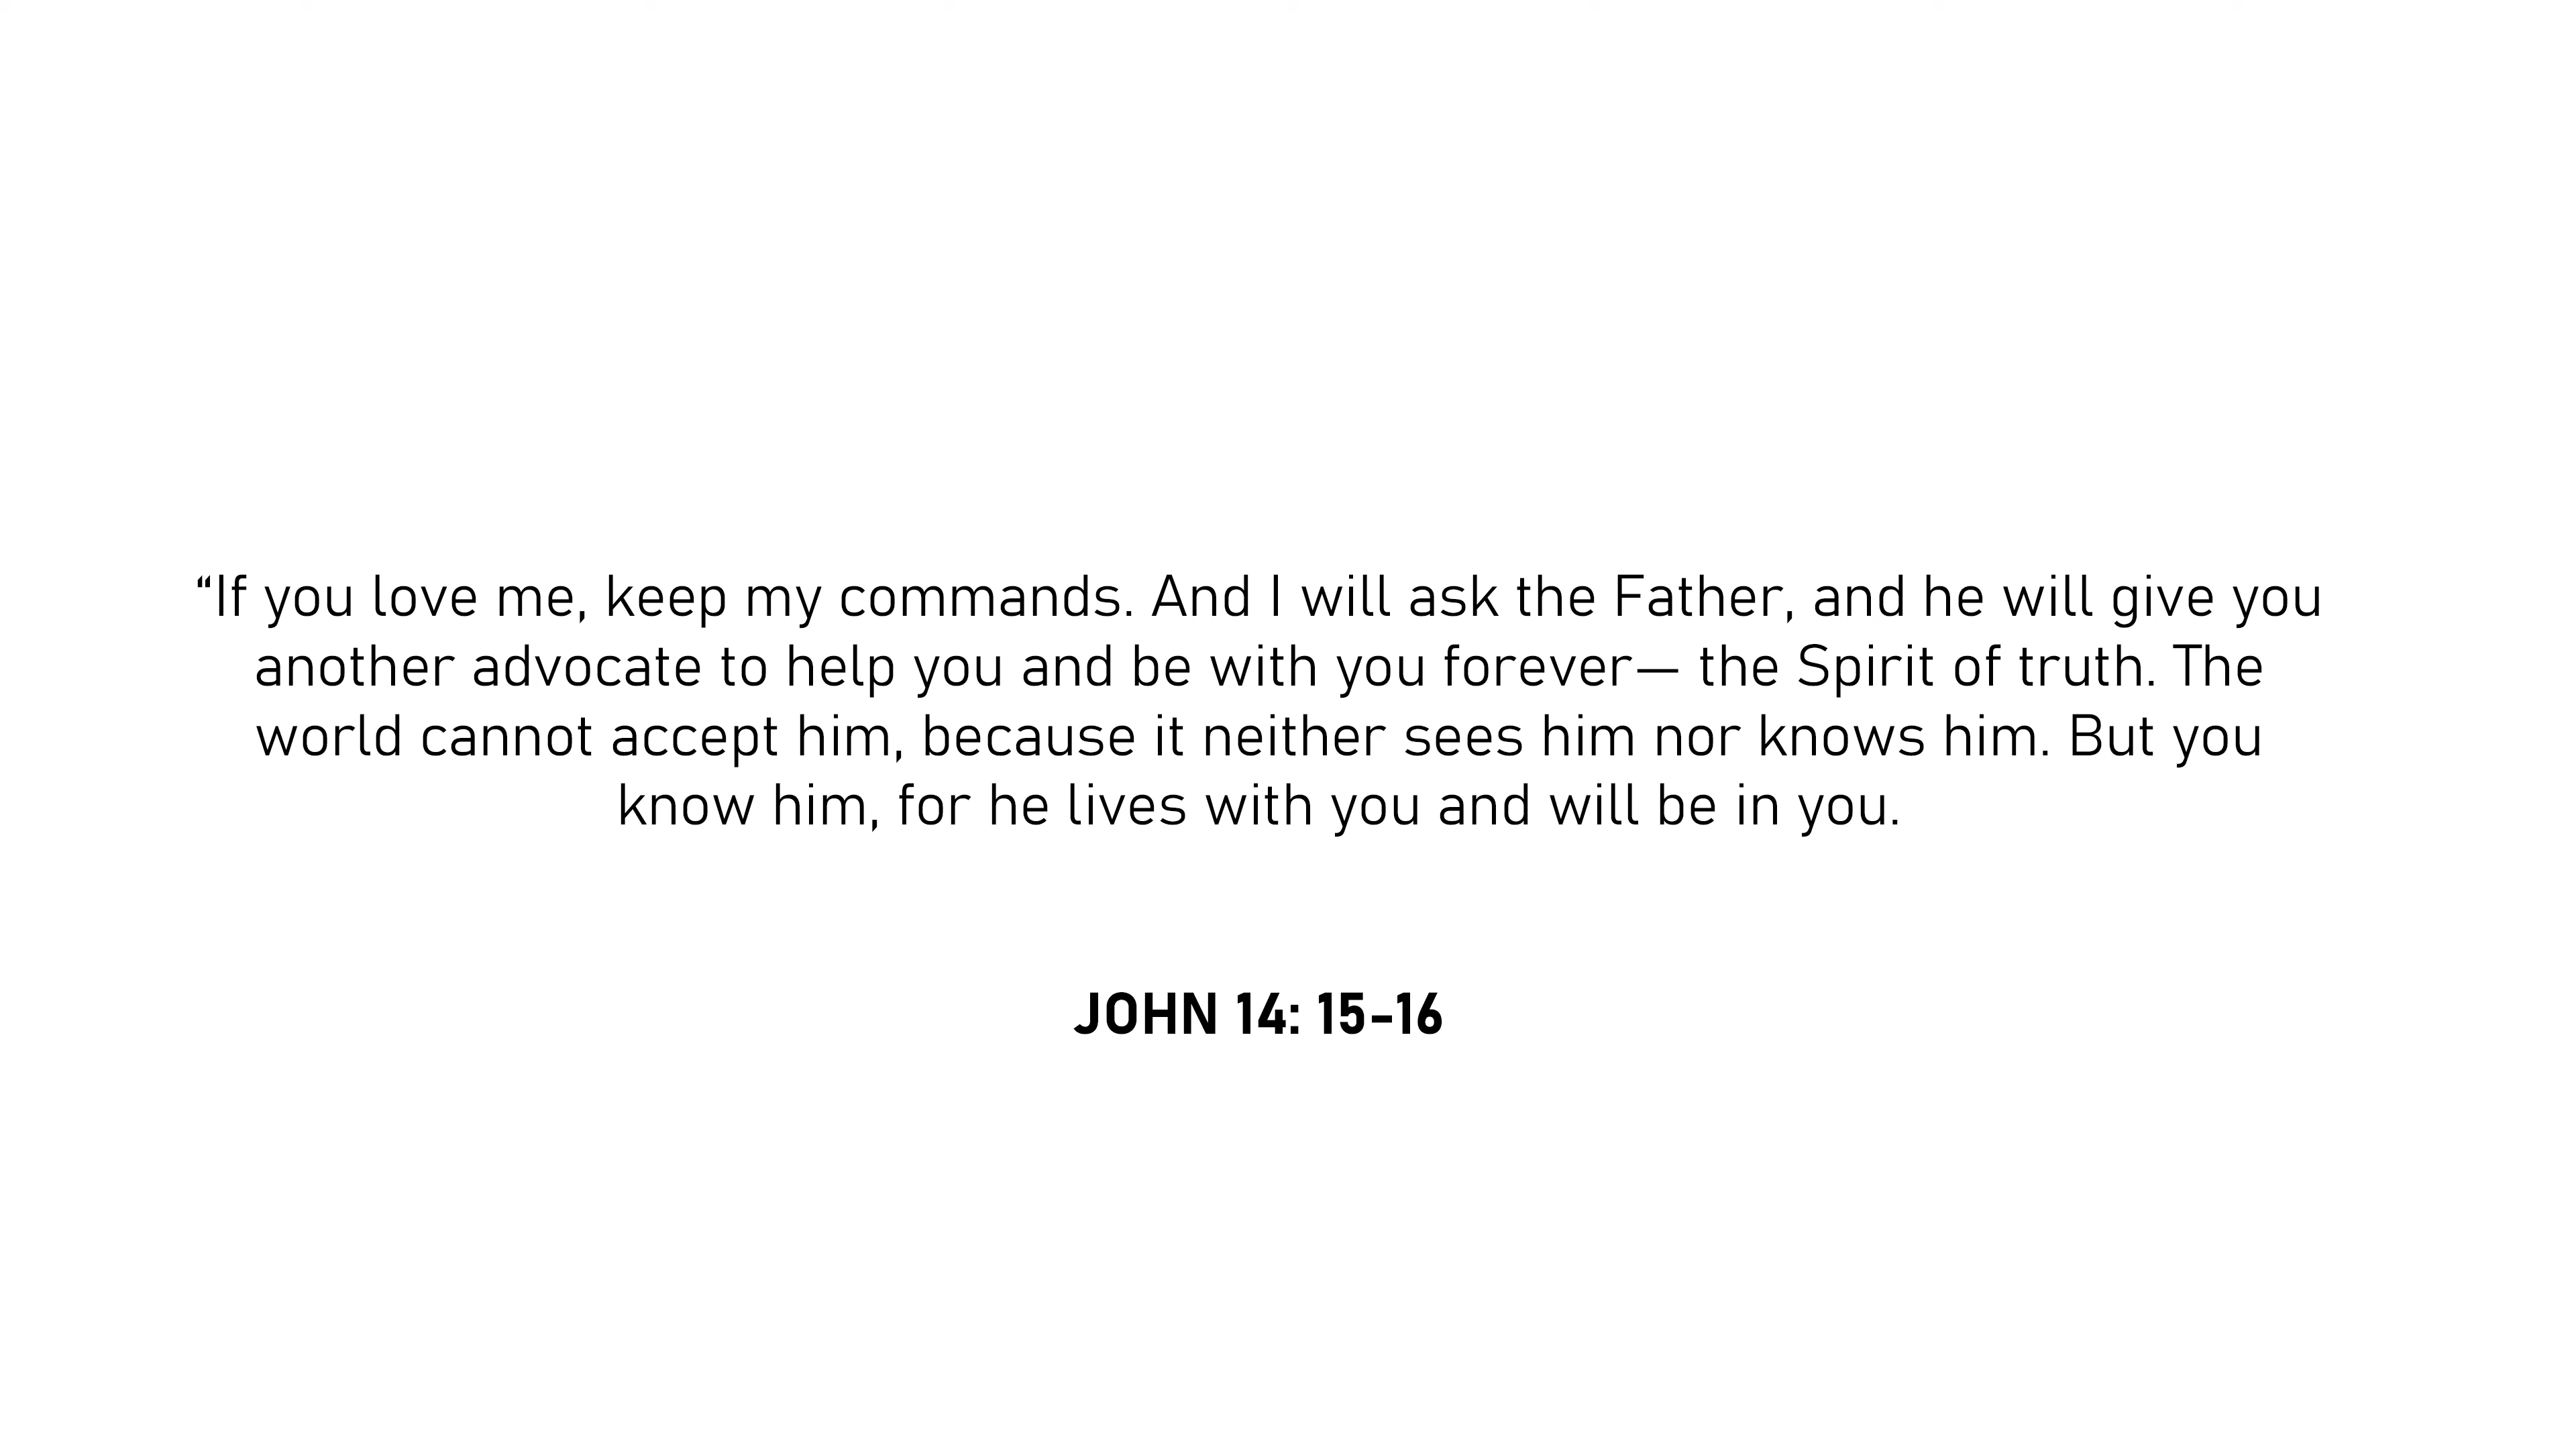 “If you love me, keep my commands. And I will ask the Father, and he will give you
another advocate to help you and be with you forever— the Spirit of truth. The
world cannot accept him, because it neither sees him nor knows him. But you
know him, for he lives with you and will be in you.
JOHN 14: 15-16